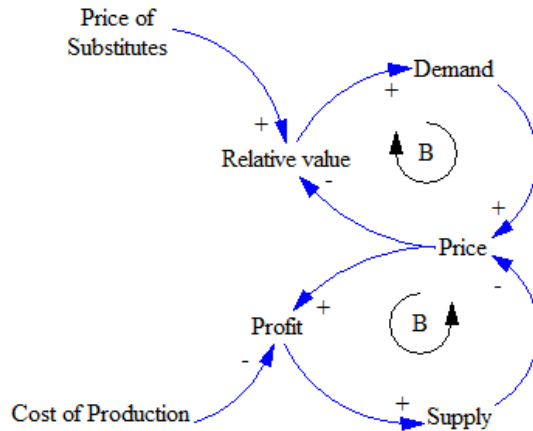 Price of
Substitutes
Demand
+
+
Relative value
B
-
+
Price
-
+
B
Profit
-
+
Cost of Production
Supply